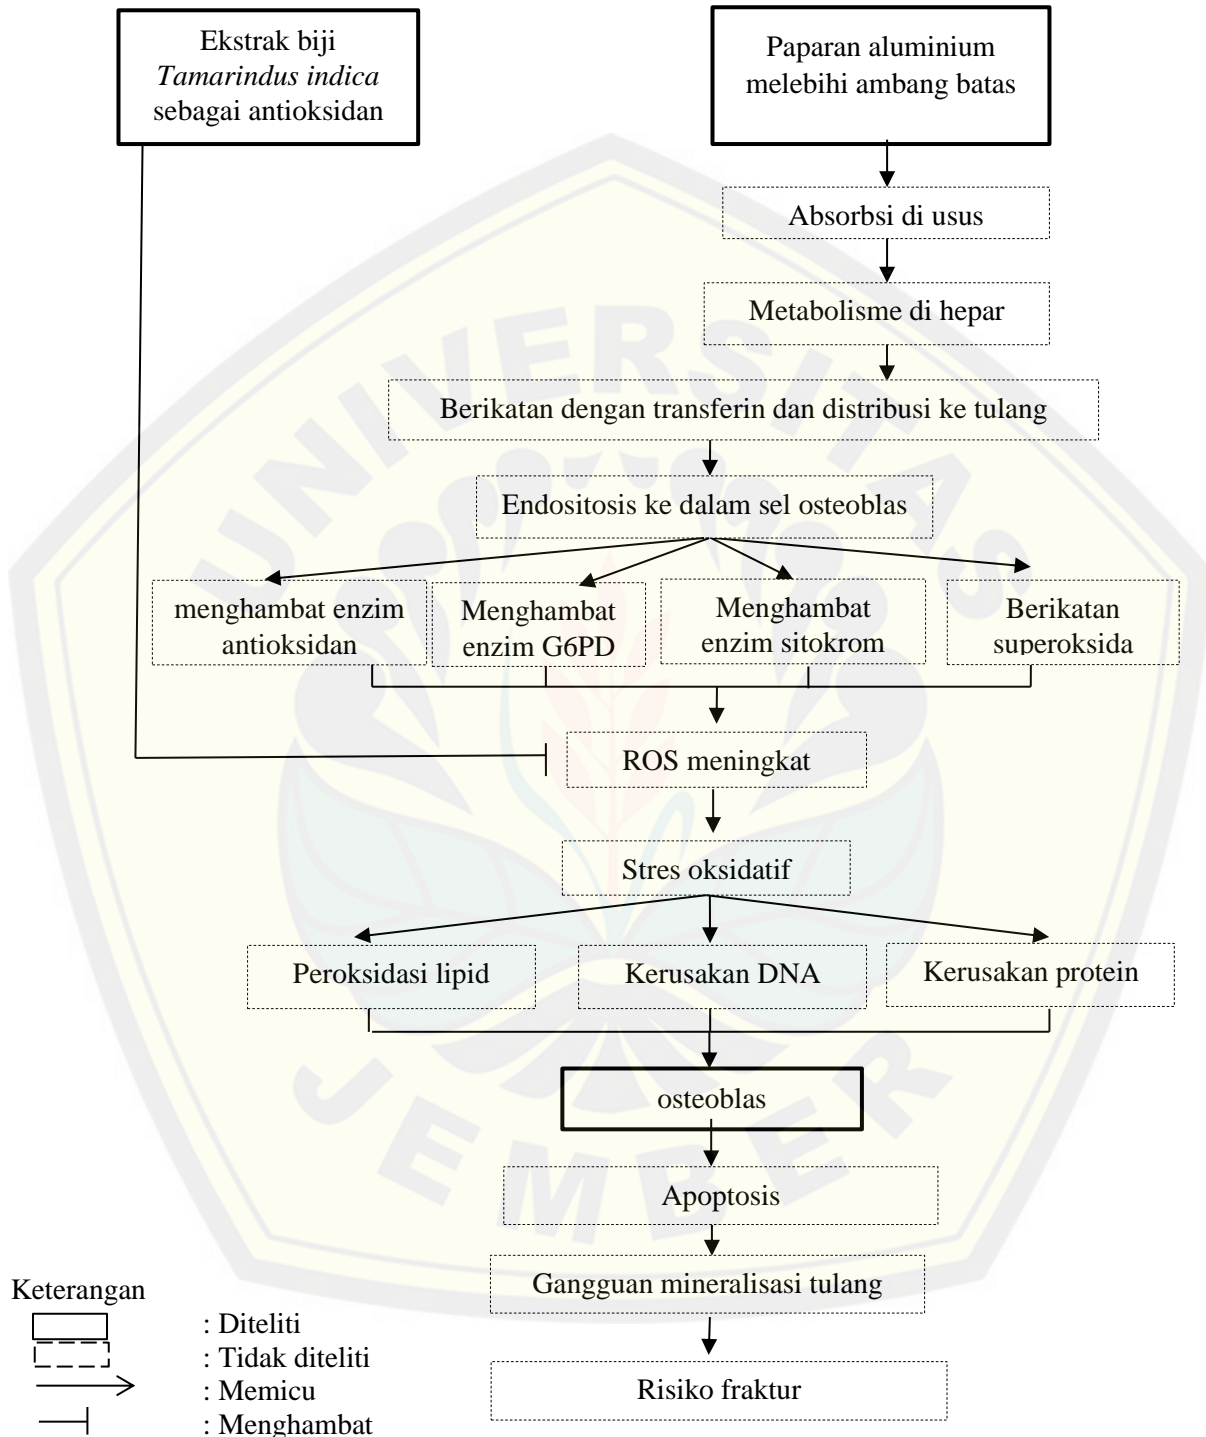 Ekstrak biji
Tamarindus indica
sebagai antioksidan
Paparan aluminium
melebihi ambang batas
Absorbsi di usus
Metabolisme di hepar
Berikatan dengan transferin dan distribusi ke tulang
Endositosis ke dalam sel osteoblas
menghambat enzim
antioksidan
Menghambat
enzim G6PD
Menghambat
enzim sitokrom
Berikatan
superoksida
ROS meningkat
Stres oksidatif
Peroksidasi lipid
Kerusakan DNA
Kerusakan protein
osteoblas
Apoptosis
Gangguan mineralisasi tulang
Risiko fraktur
Keterangan
: Diteliti
: Tidak diteliti
: Memicu
: Menghambat
UNIVERSITAS
JEMBER